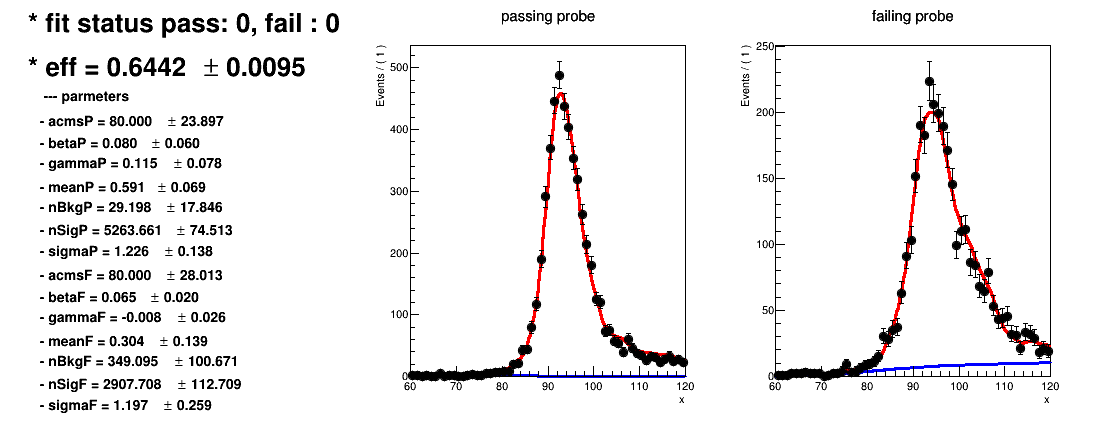 * fit status pass: 0, fail : 0
* eff = 0.6442 ± 0.0095
--- parmeters
- acmsP = 80.000 ± 23.897
- betaP = 0.080 ± 0.060
- gammaP = 0.115 ± 0.078
- meanP = 0.591 ± 0.069
- nBkgP = 29.198 ± 17.846
- nSigP = 5263.661 ± 74.513
- sigmaP = 1.226 ± 0.138
- acmsF = 80.000 ± 28.013
- betaF = 0.065 ± 0.020
- gammaF = -0.008 ± 0.026
- meanF = 0.304 ± 0.139
- nBkgF = 349.095 ± 100.671
- nSigF = 2907.708 ± 112.709
- sigmaF = 1.197 ± 0.259
passing probe
Events / ( 1 )
500
400
300
200
100
0
60 70 80 90 100 110 120
x
failing probe
Events / ( 1 )
250
200
150
100
50
0
60 70 80 90 100 110 120
x